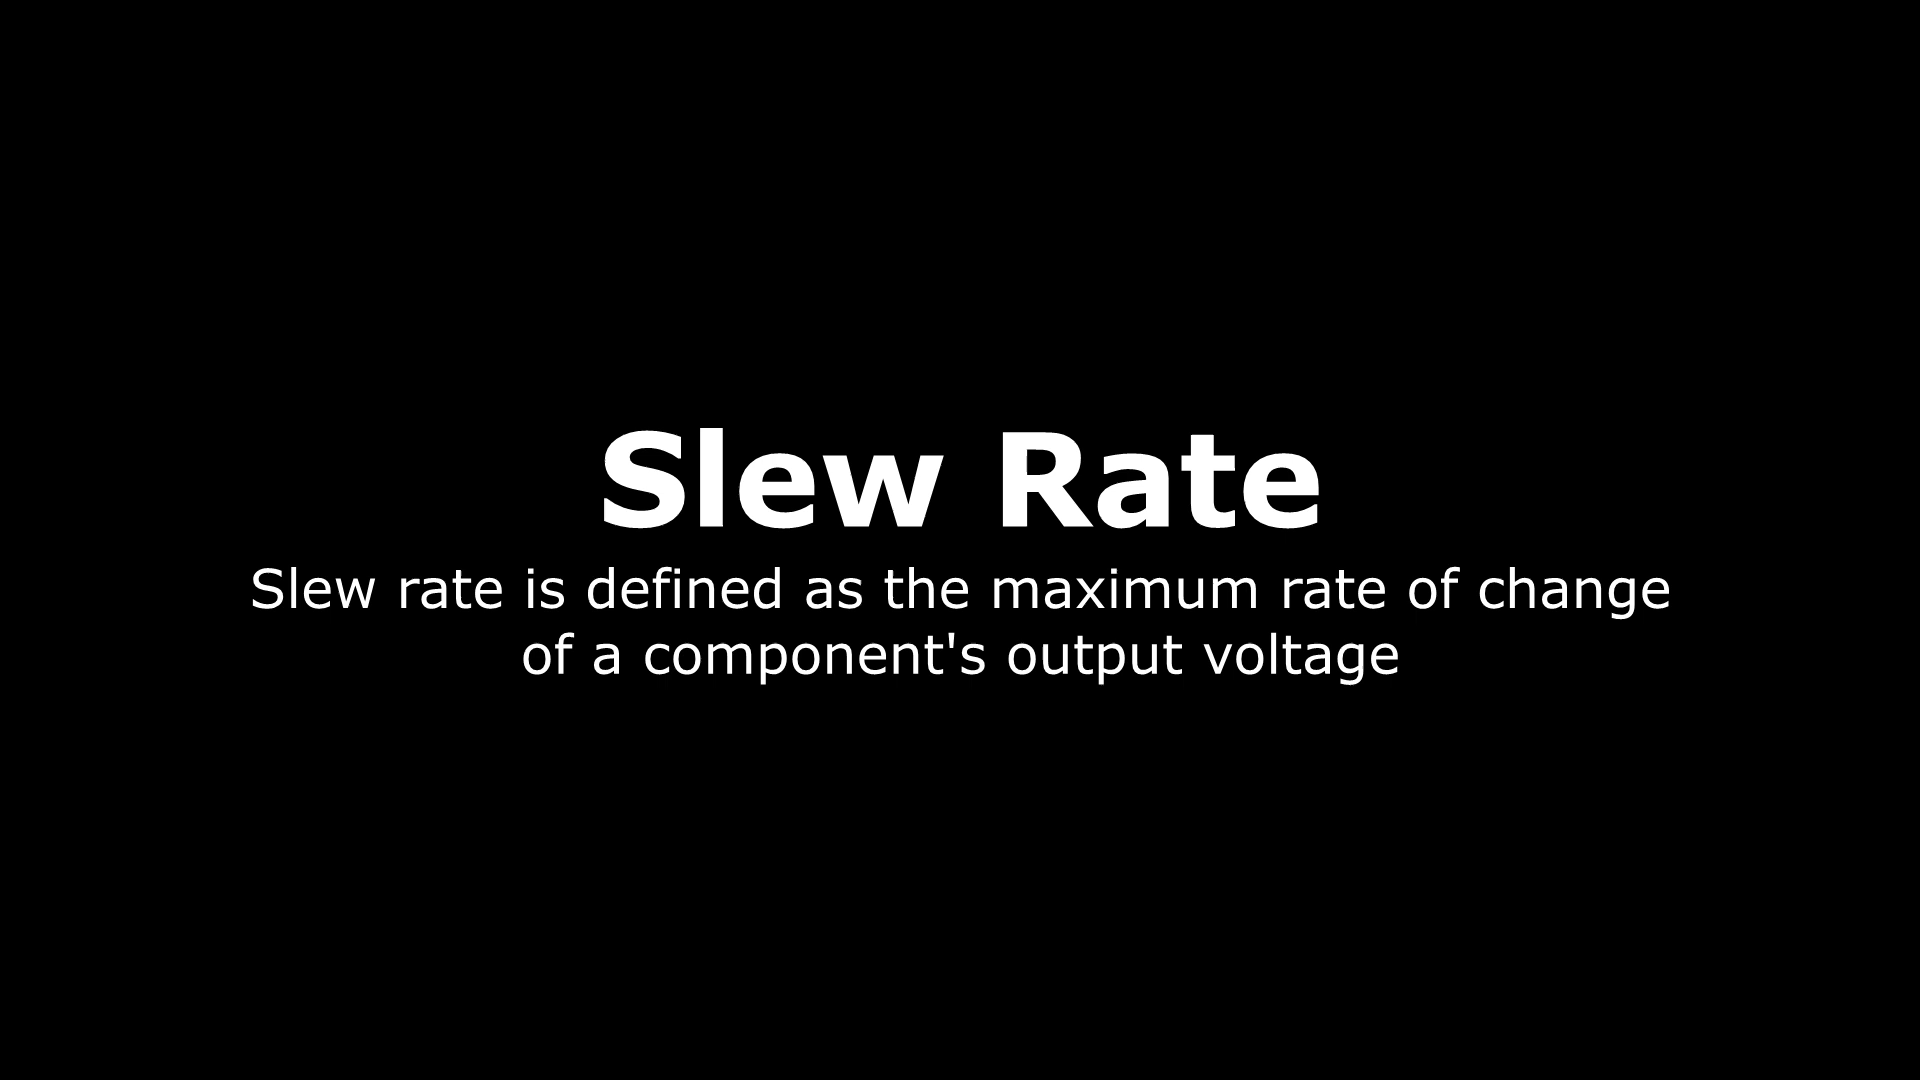 Slew Rate
Slew rate is defined as the maximum rate of change
of a component's output voltage